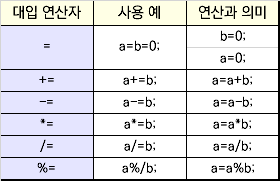 대입 연산자 사용 예 연산과 의미
= a=b=0; b=0;
a=0;
+= a+=b; a=a+b;
-= a-=b; a=a-b;
*= a*=b; a=a*b;
/= a/=b; a=a/b;
%= a%/b; a=a%b;